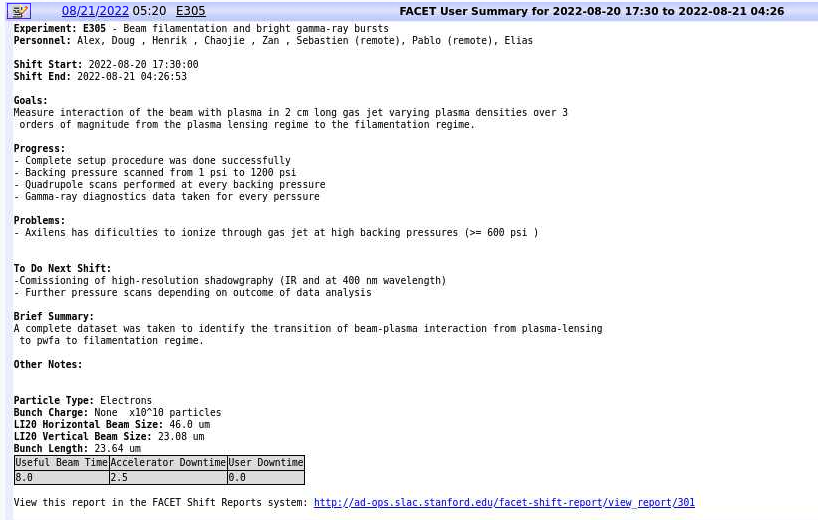 08/21/2022 05:20 E305 FACET User Summary for 2022-08-20 17:30 to 2022-08-21 04:26
Experiment: E305 - Beam filamentation and bright gamma-ray bursts
Personnel: Alex, Doug , Henrik , Chaojie , Zan , Sebastien (remote), Pablo (remote), Elias
Shift Start: 2022-08-20 17:30:00
Shift End: 2022-08-21 04:26:53
Goals:
Measure interaction of the beam with plasma in 2 cm long gas jet varying plasma densities over 3
orders of magnitude from the plasma lensing regime to the filamentation regime.
Progress:
- Complete setup procedure was done successfully
- Backing pressure scanned from 1 psi to 1200 psi
- Quadrupole scans performed at every backing pressure
- Gamma-ray diagnostics data taken for every perssure
Problems:
- Axilens has dificulties to ionize through gas jet at high backing pressures (>= 600 psi )
To Do Next Shift:
-Comissioning of high-resolution shadowgraphy (IR and at 400 nm wavelength)
- Further pressure scans depending on outcome of data analysis
Brief Summary:
A complete dataset was taken to identify the transition of beam-plasma interaction from plasma-lensing
to pwfa to filamentation regime.
Other Notes:
Particle Type: Electrons
Bunch Charge: None x10^10 particles
LI20 Horizontal Beam Size: 46.0 um
LI20 Vertical Beam Size: 23.08 um
Bunch Length: 23.64 um
Useful Beam Time Accelerator Downtime User Downtime
8.0 2.5 0.0
View this report in the FACET Shift Reports system: http://ad-ops.slac.stanford.edu/facet-shift-report/view_report/301